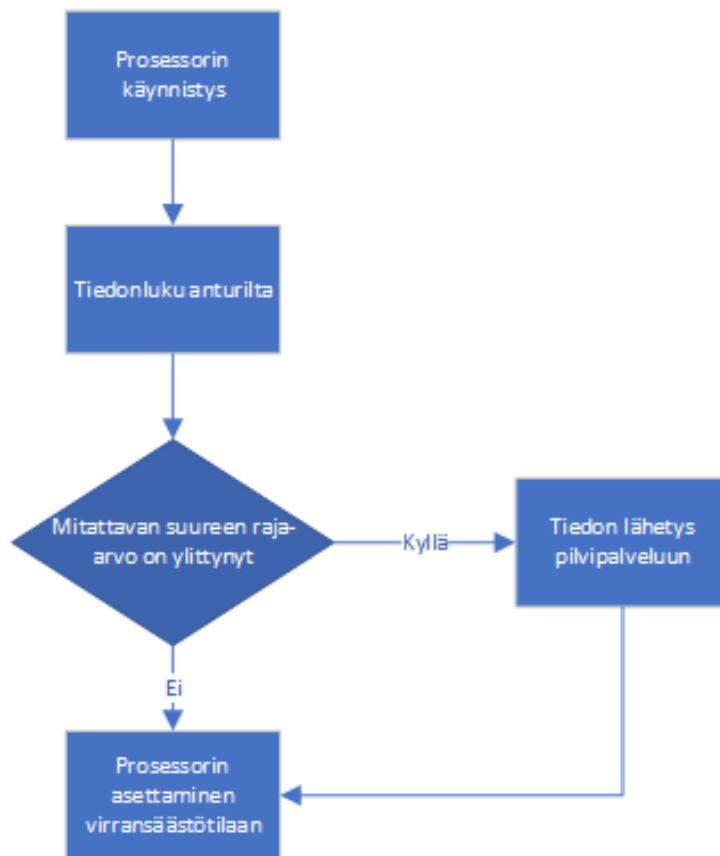 Prosessorin
käynnistys
Tiedonluku anturilta
Mitattavan suureen raja-
arvo on ylittynyt
Kyllä
Tiedon lähetys
pilvipalveluun
Ei
Prosessorin
asettaminen
virransäästötilaan